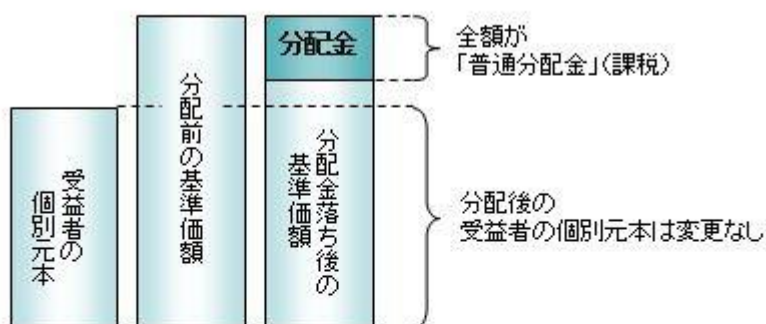 受益者の
個別元本
分配前の基準価額
分配金
分配金落ち後の
基準価額
全額が
「普通分配金」(課税)
分配後の
受益者の個別元本は変更なし